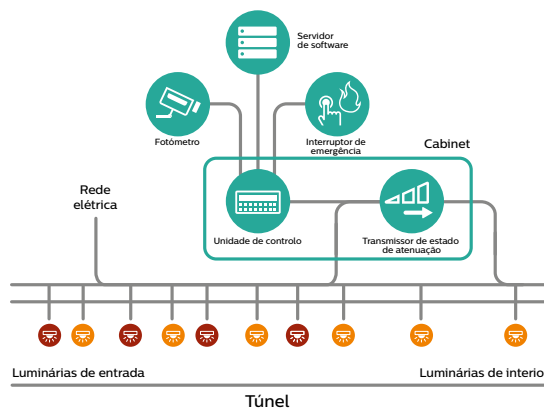 Servidor
de software
Fotómetro
Interruptor de
emergência
Cabinet
Rede
elétrica
Unidade de controlo
Transmissor de estado
de atenuação
Luminárias de entrada
Luminárias de interio
Túnel